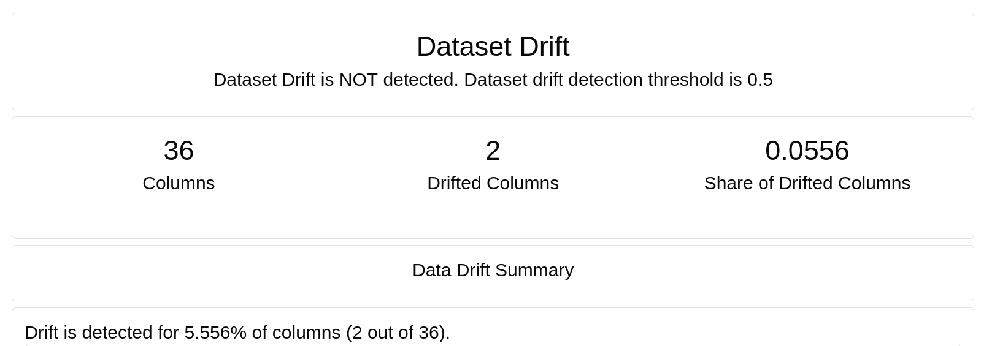 Dataset Drift
Dataset Drift is NOT detected. Dataset drift detection threshold is 0.5
36
Columns
2
Drifted Columns
0.0556
Share of Drifted Columns
Data Drift Summary
Drift is detected for 5.556% of columns (2 out of 36).